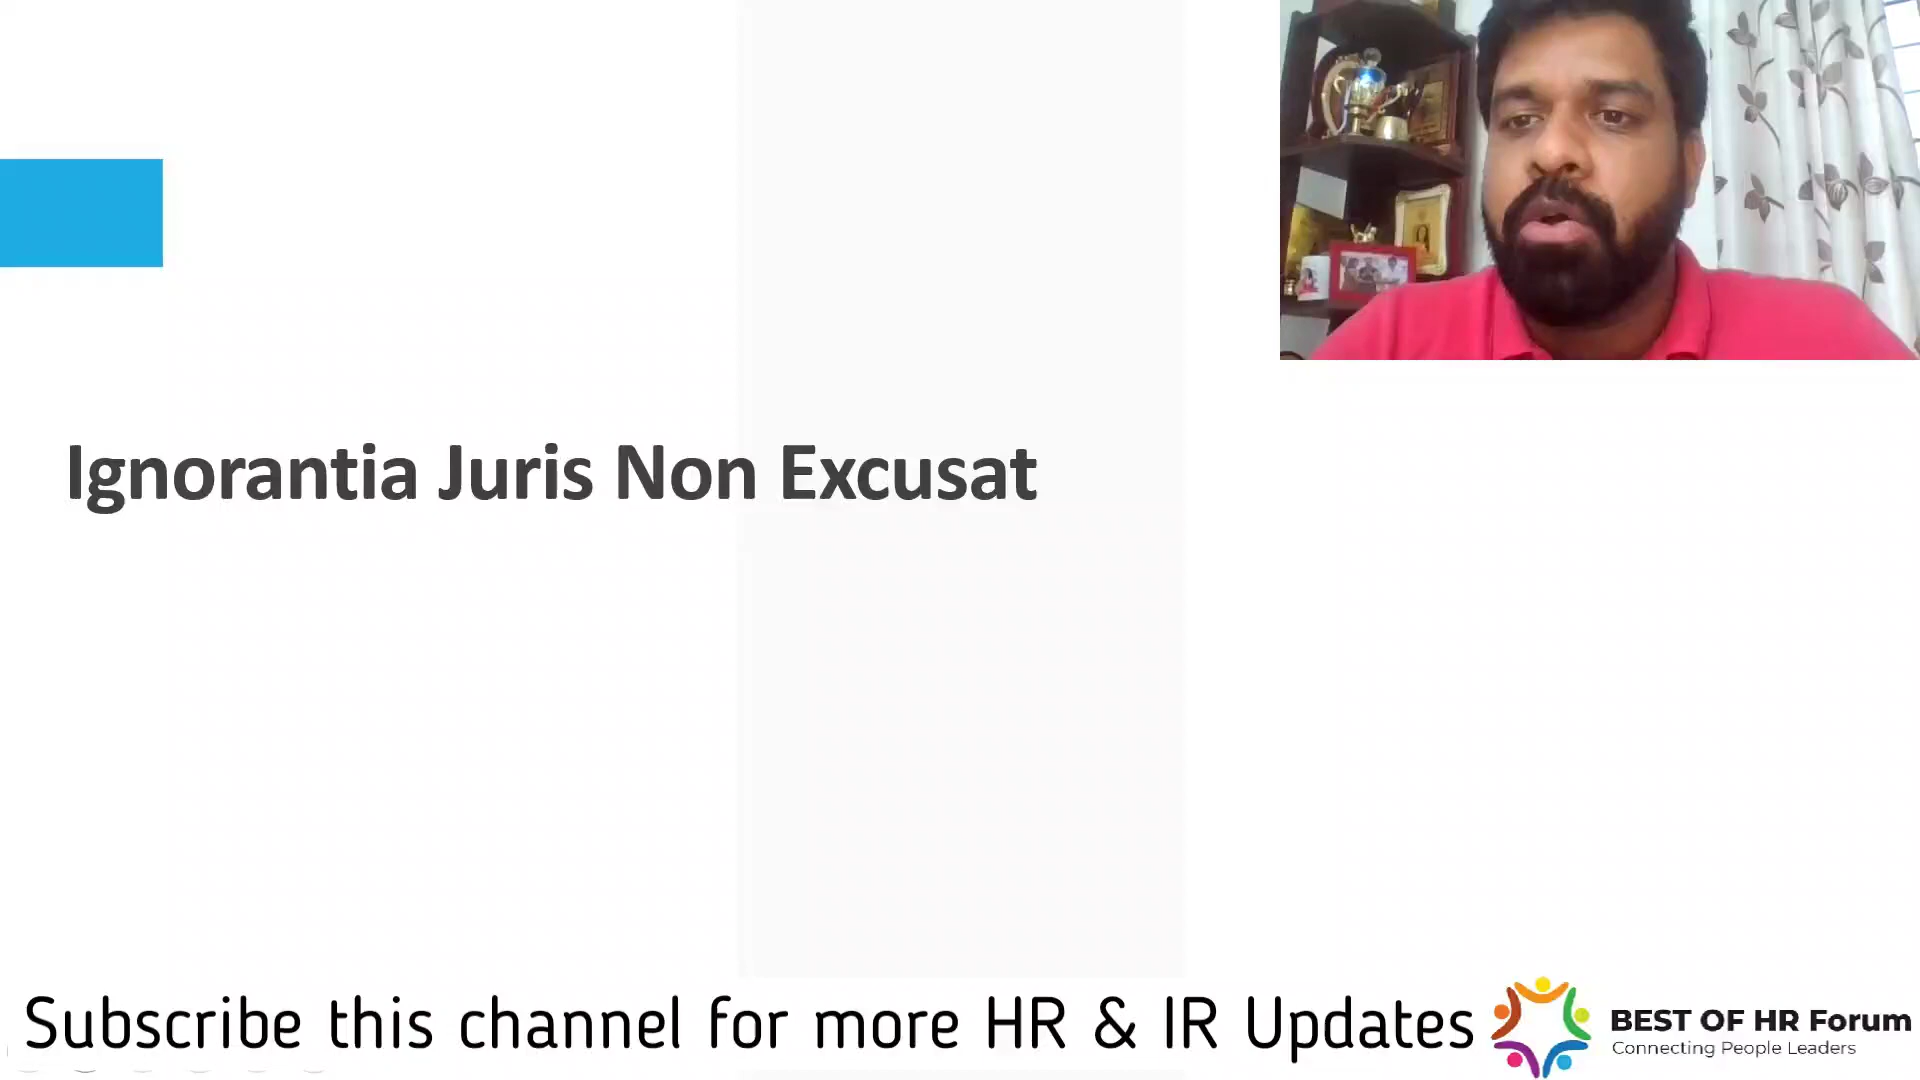 Ignorantia Juris Non Excusat
Subscribe this channel for more HR & IR Updates
BEST OF HR Forum
Connecting People Leaders